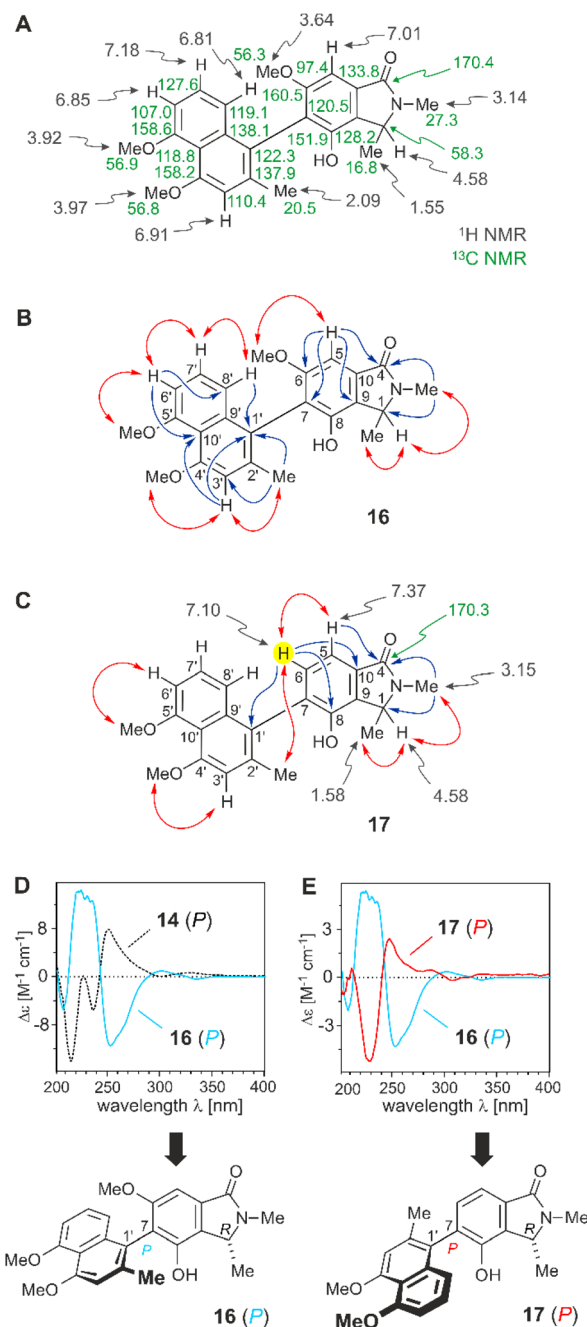 A
7.18 6.81 56.3 3.64 7.01
H H MeO H O 170.4
6.85 H 127.6 97.4 133.8
107.0 119.1 160.5 120.5 N Me 3.14
158.6 138.1 151.9 128.2 27.3
3.92 MeO 118.8 122.3 HO Me H 58.3
56.9 158.2 137.9 16.8 4.58
3.97 MeO 110.4 Me 2.09 1.55
56.8 H 20.5
6.91
¹H NMR
¹³C NMR
B
H H H O
7' MeO 5 4
H 8' 6 10 N Me
6' 9' 7 9 1
5' 1' 8
MeO 10' HO Me H
MeO 4' 2' Me
3'
H
16
C
7.10 7.37 170.3
H H O
H 7' H 5 4
6' 8' 6 10 N Me 3.15
5' 9' 7 9 1
MeO 10' 1' 8
MeO 4' 2' HO Me H
3' Me
H 1.58 4.58
17
D
14 (P)
16 (P)
Δε [M⁻¹ cm⁻¹]
8
0
-8
200 250 300 350 400
wavelength λ [nm]
E
17 (P)
16 (P)
Δε [M⁻¹ cm⁻¹]
3
0
-3
200 250 300 350 400
wavelength λ [nm]
MeO O
1' 7 N Me
P R
MeO HO Me
MeO Me
16 (P)
O
Me N Me
1' 7 R
P
MeO HO Me
MeO
17 (P)